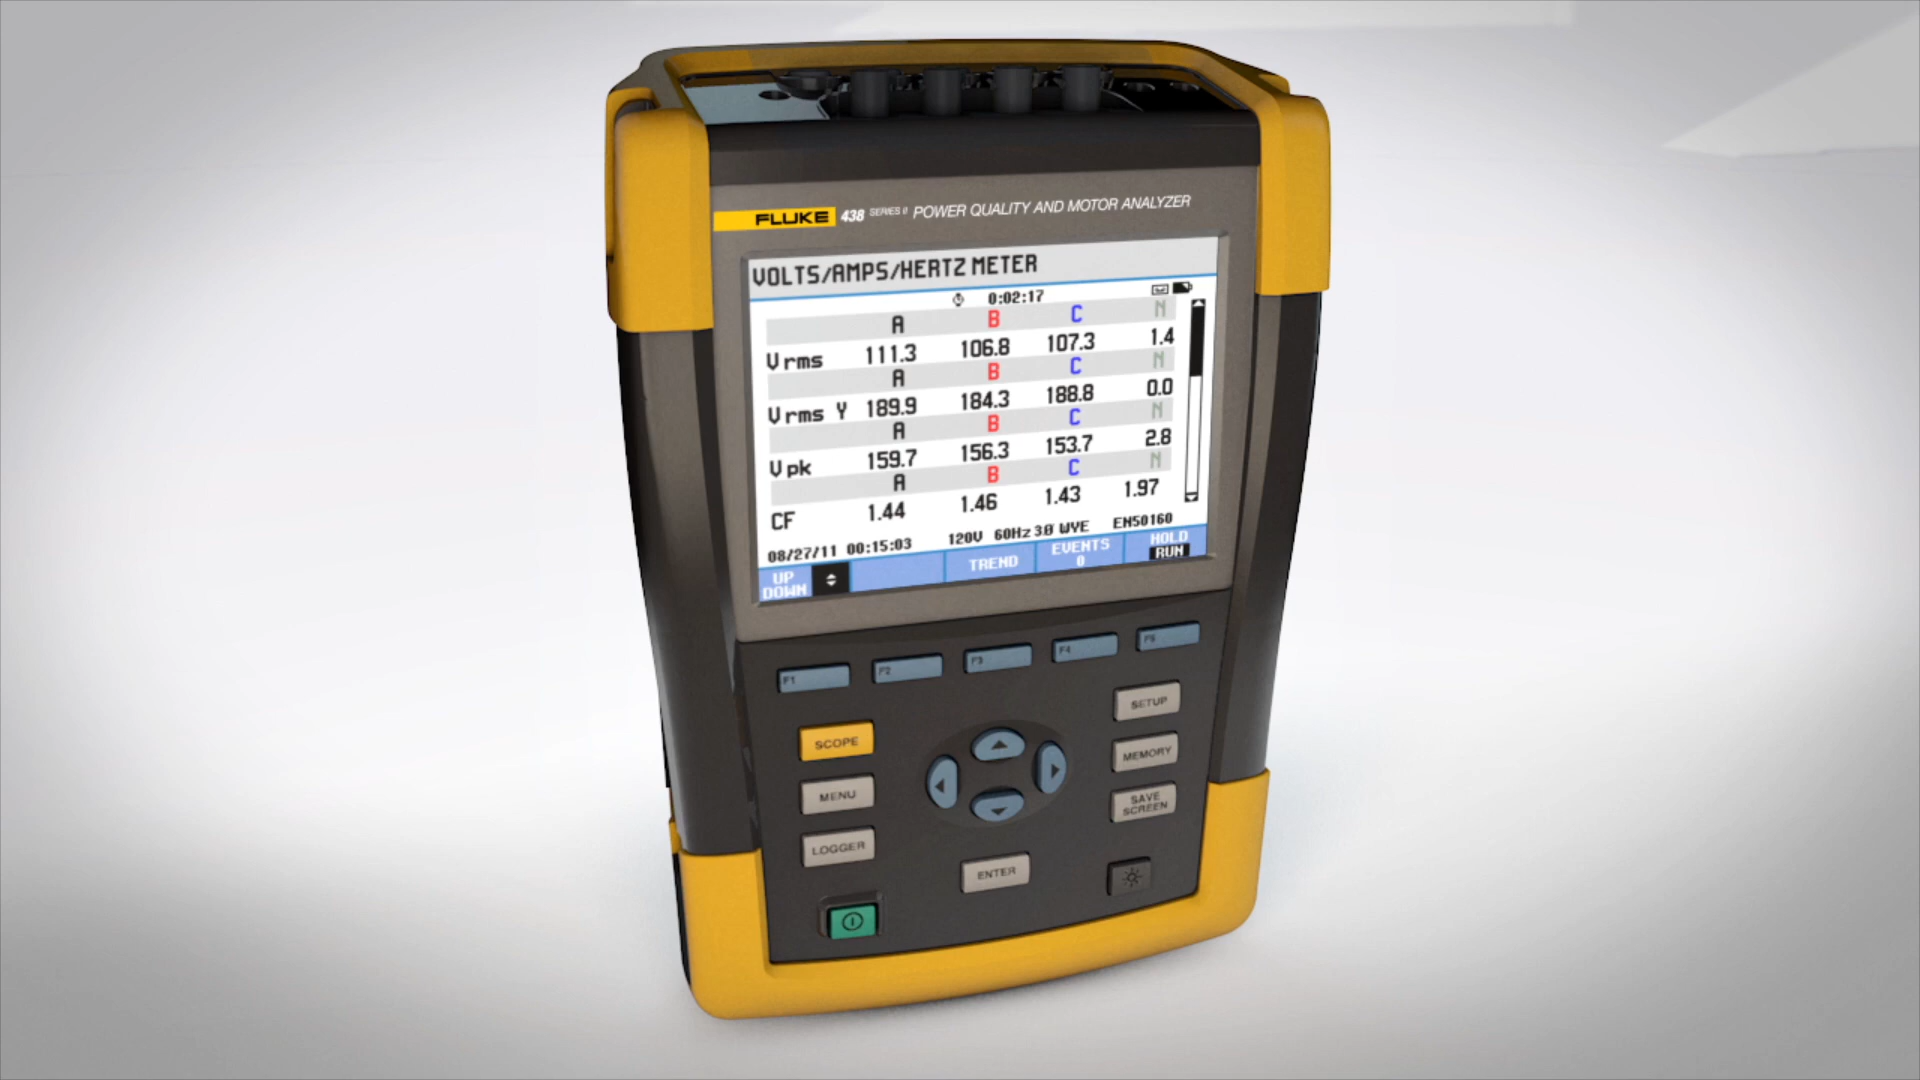 FLUKE 438 SERIES II POWER QUALITY AND MOTOR ANALYZER
VOLTS/AMPS/HERTZ METER
0:02:17
A B C N
Vrms 111.3 106.8 107.3 1.4
A B C N
Vrms Y 189.9 184.3 188.8 0.0
A B C N
Vpk 159.7 156.3 153.7 2.8
A B C N
CF 1.44 1.46 1.43 1.97
08/27/11 00:15:03 120V 60Hz 3Ø WYE EN50160
UP DOWN TREND EVENTS 0 HOLD RUN
F1 F2 F3 F4 F5
SETUP
SCOPE
MEMORY
MENU
SAVE
SCREEN
LOGGER
ENTER